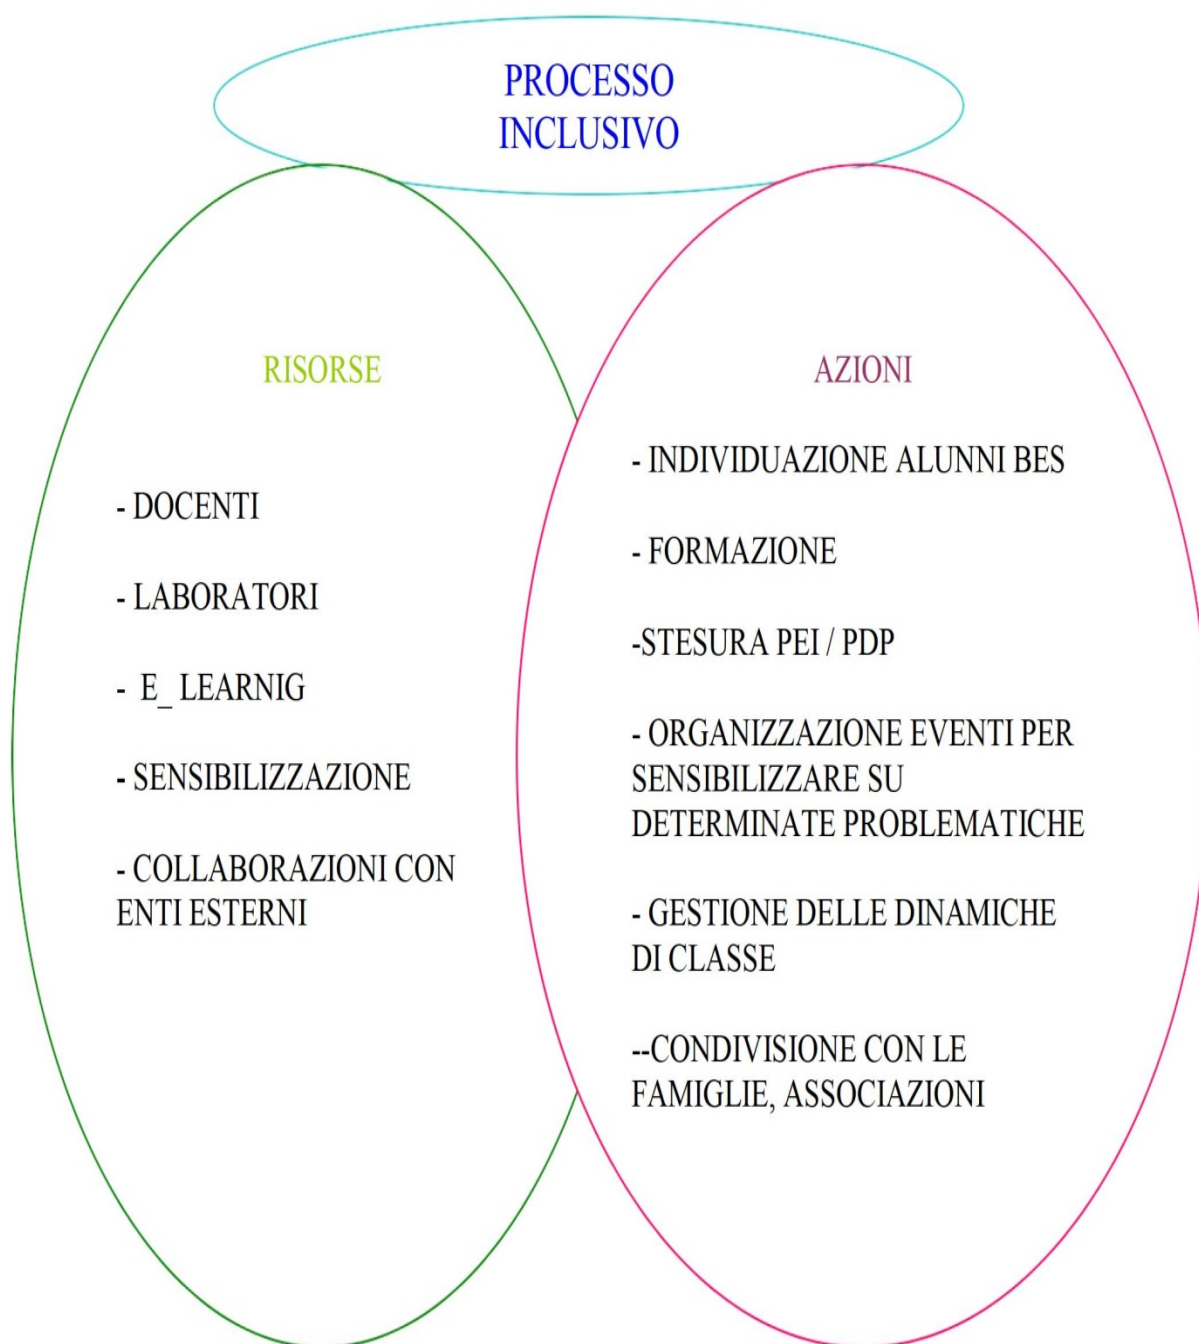 PROCESSO
INCLUSIVO
RISORSE
- DOCENTI
- LABORATORI
- E_ LEARNIG
- SENSIBILIZZAZIONE
- COLLABORAZIONI CON
ENTI ESTERNI
AZIONI
- INDIVIDUAZIONE ALUNNI BES
- FORMAZIONE
-STESURA PEI / PDP
- ORGANIZZAZIONE EVENTI PER
SENSIBILIZZARE SU
DETERMINATE PROBLEMATICHE
- GESTIONE DELLE DINAMICHE
DI CLASSE
--CONDIVISIONE CON LE
FAMIGLIE, ASSOCIAZIONI